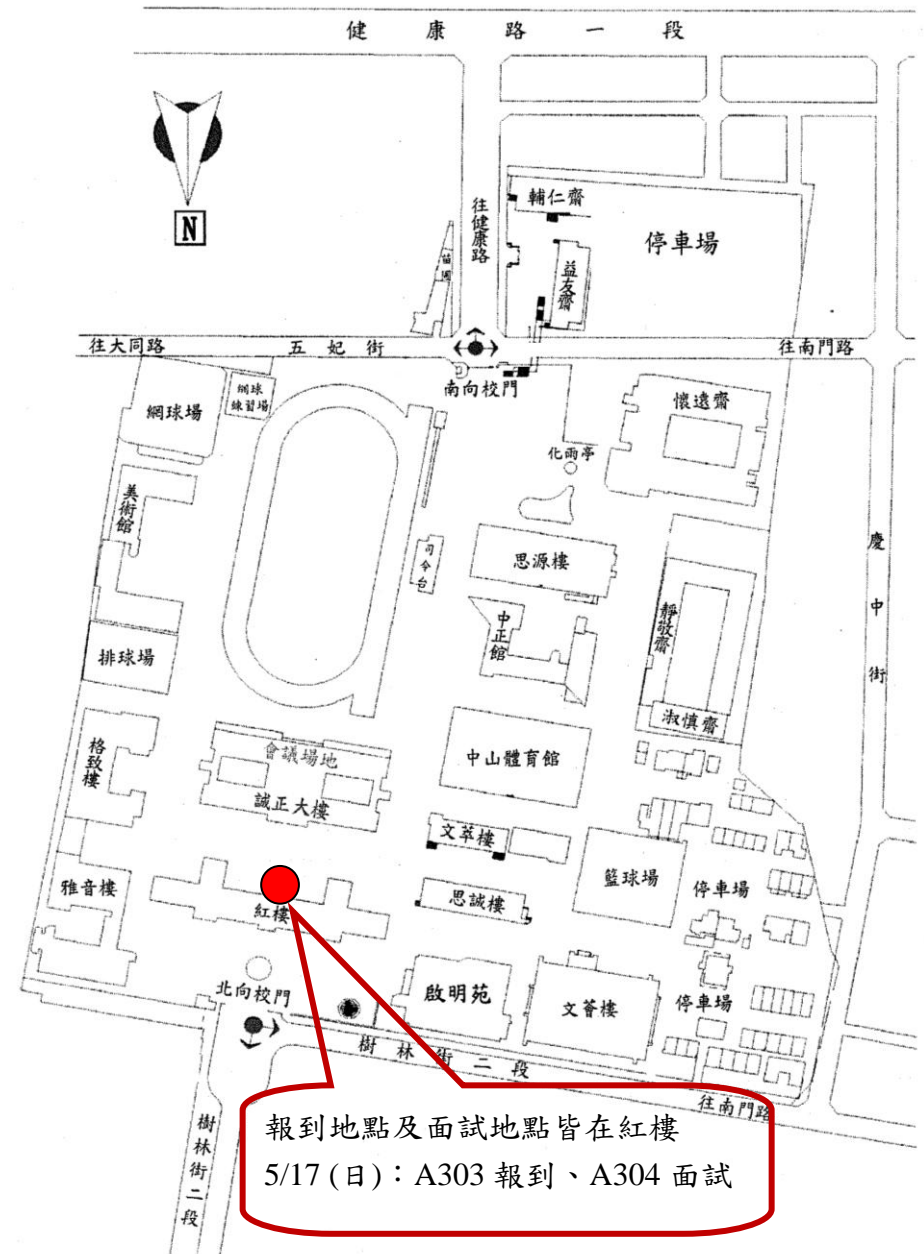 健康路一段
N
往健康路
輔仁齋
停車場
益友齋
苗圃
往大同路
五妃街
往南門路
南向校門
網球場
網球
練習場
懷遠齋
化雨亭
美術館
司令台
思源樓
慶中街
中正館
靜敬齋
排球場
淑慎齋
格致樓
會議場地
誠正大樓
中山體育館
文萃樓
雅音樓
紅樓
思誠樓
籃球場
停車場
北向校門
啟明苑
文薈樓
停車場
樹林街二段
往南門路
樹林街二段
報到地點及面試地點皆在紅樓
5/17 (日)：A303 報到、A304 面試